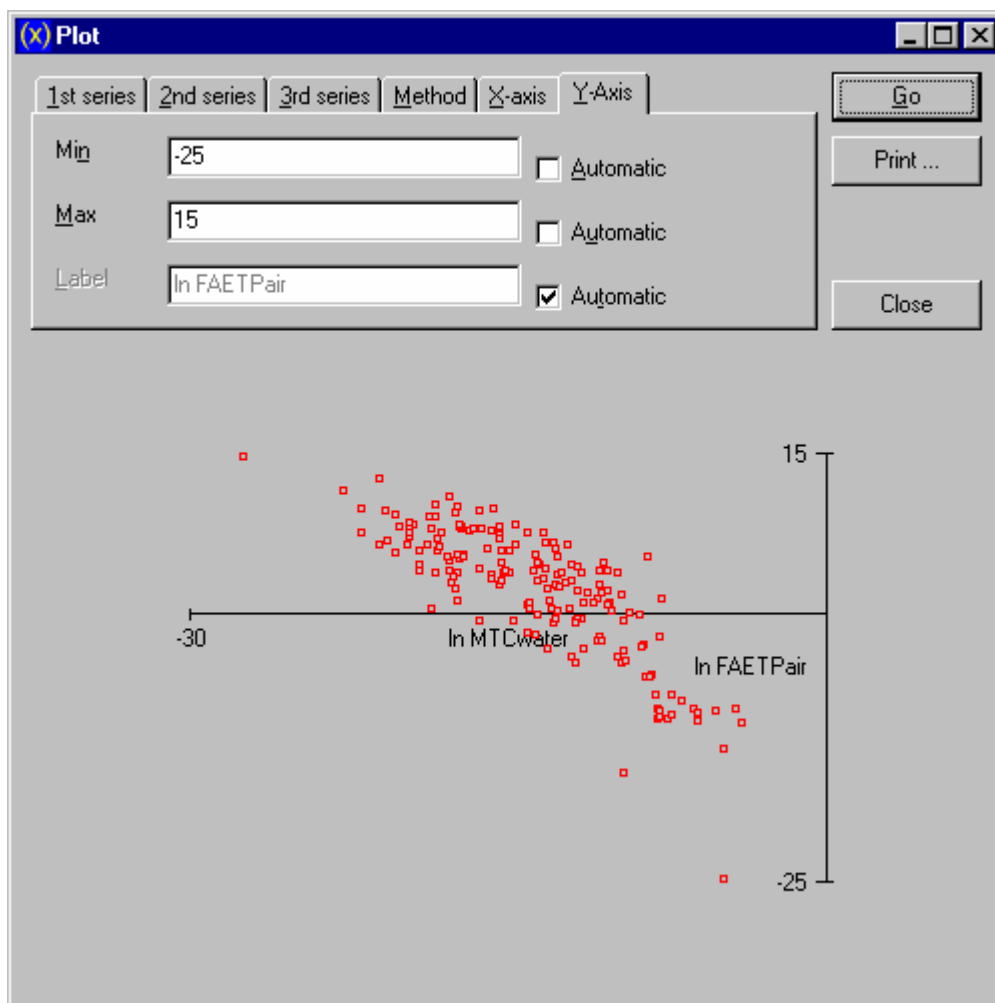 (x) Plot
1st series 2nd series 3rd series Method X-axis Y-Axis
Go
Min -25 Automatic
Print ...
Max 15 Automatic
Label ln FAETPair Automatic
Close
15
-30
ln MTCwater
ln FAETPair
-25